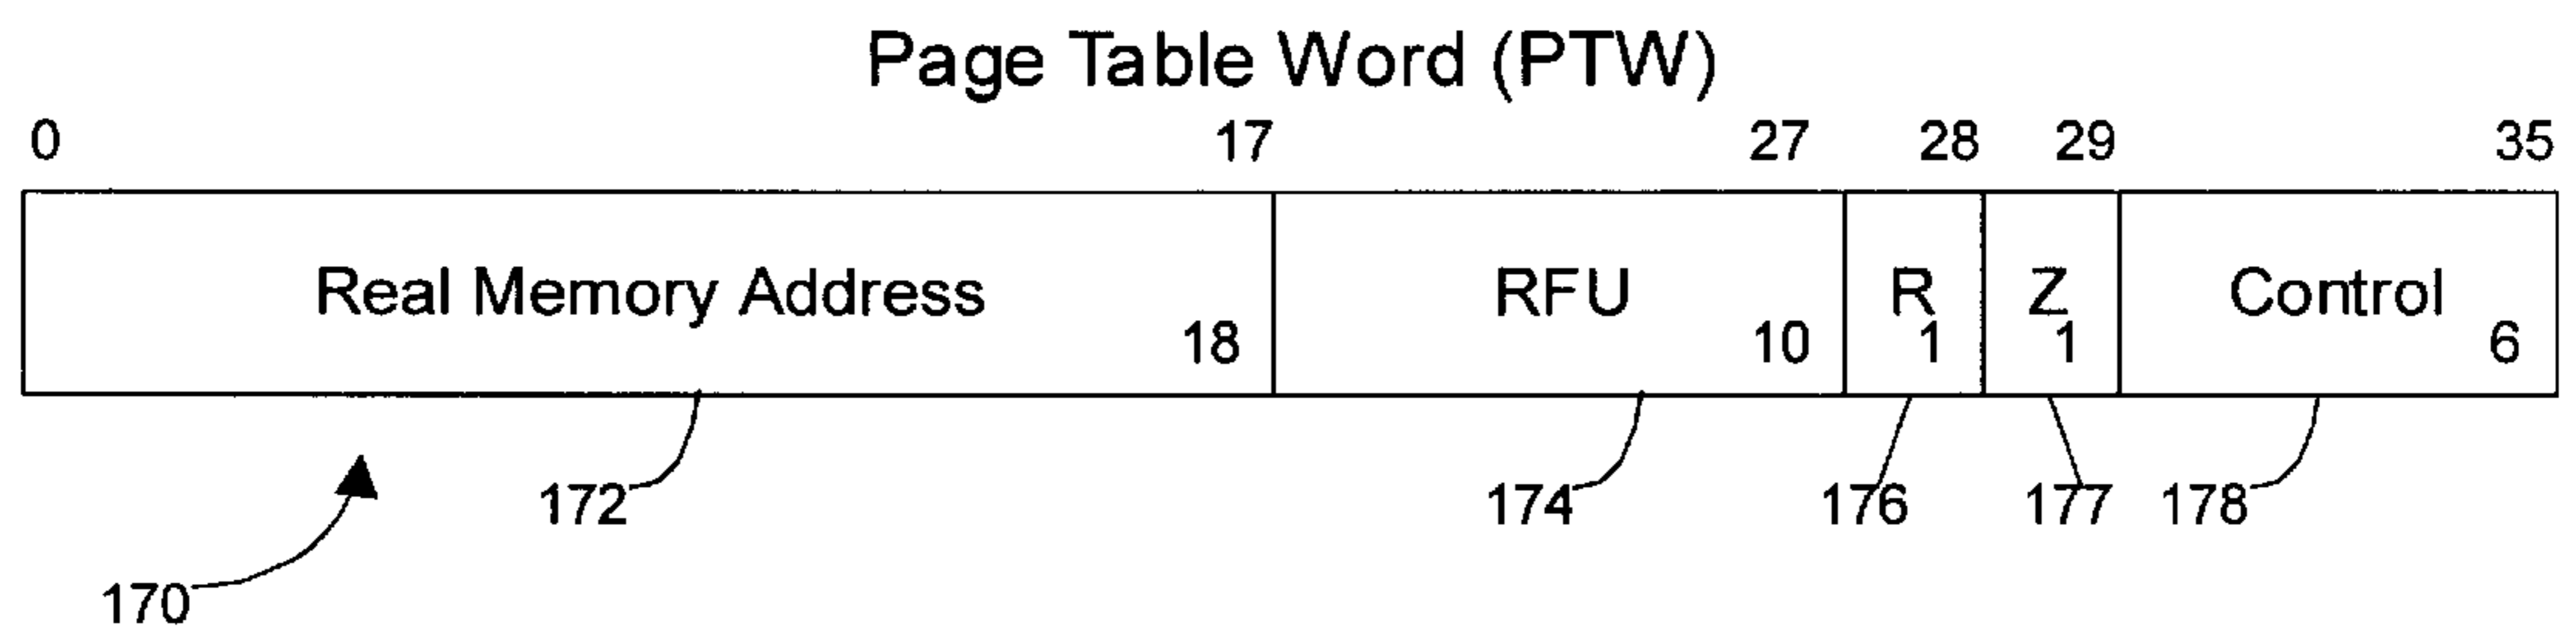 Page Table Word (PTW)
0 17 27 28 29 35
Real Memory Address RFU R Z Control
18 10 1 1 6
172 174 176 177 178
170